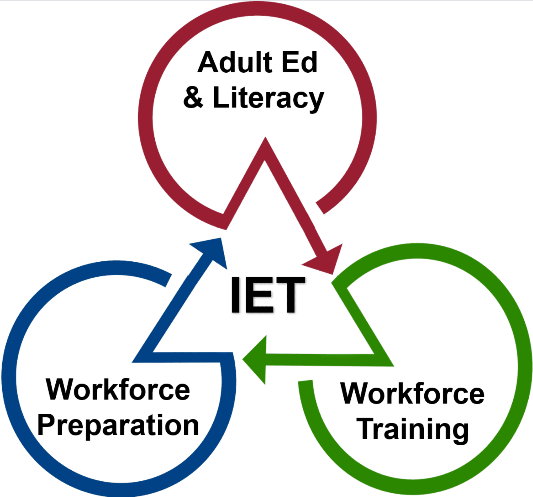 Adult Ed
& Literacy
IET
Workforce
Preparation
Workforce
Training